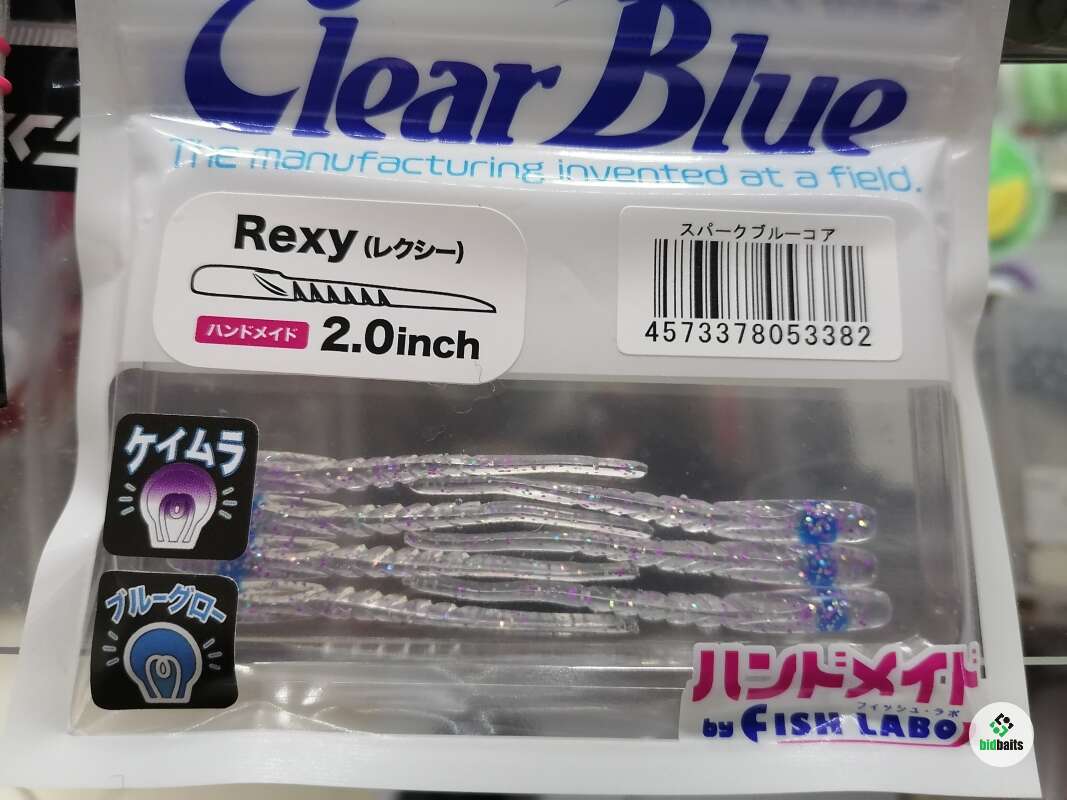 Clear Blue
The manufacturing invented at a field.
Rexy (レクシー)
ハンドメイド 2.0inch
スパークブルーコア
4573378053382
ケイムラ
ブルーグロー
ハンドメイド
フィッシュ・ラボ
by FISH LABO
bidbaits